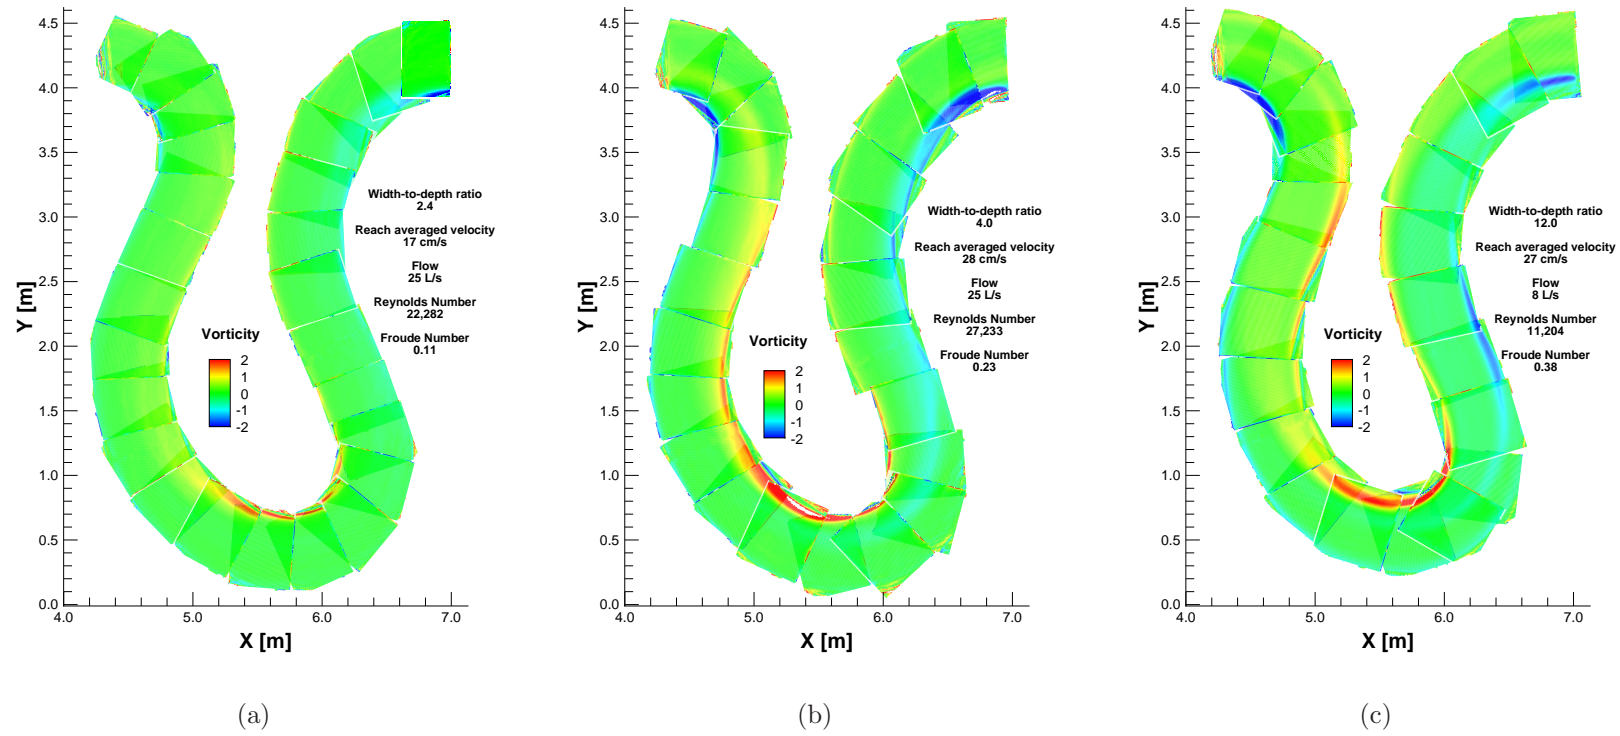 4.5
4.0
3.5
3.0
2.5
2.0
1.5
1.0
0.5
0.0
Y [m]
4.0 5.0 6.0 7.0
X [m]
Width-to-depth ratio
2.4
Reach averaged velocity
17 cm/s
Flow
25 L/s
Reynolds Number
22,282
Froude Number
0.11
Vorticity
2
1
0
-1
-2
(a)
4.5
4.0
3.5
3.0
2.5
2.0
1.5
1.0
0.5
0.0
Y [m]
4.0 5.0 6.0 7.0
X [m]
Width-to-depth ratio
4.0
Reach averaged velocity
28 cm/s
Flow
25 L/s
Reynolds Number
27,233
Froude Number
0.23
Vorticity
2
1
0
-1
-2
(b)
4.5
4.0
3.5
3.0
2.5
2.0
1.5
1.0
0.5
0.0
Y [m]
4.0 5.0 6.0 7.0
X [m]
Width-to-depth ratio
12.0
Reach averaged velocity
27 cm/s
Flow
8 L/s
Reynolds Number
11,204
Froude Number
0.38
Vorticity
2
1
0
-1
-2
(c)